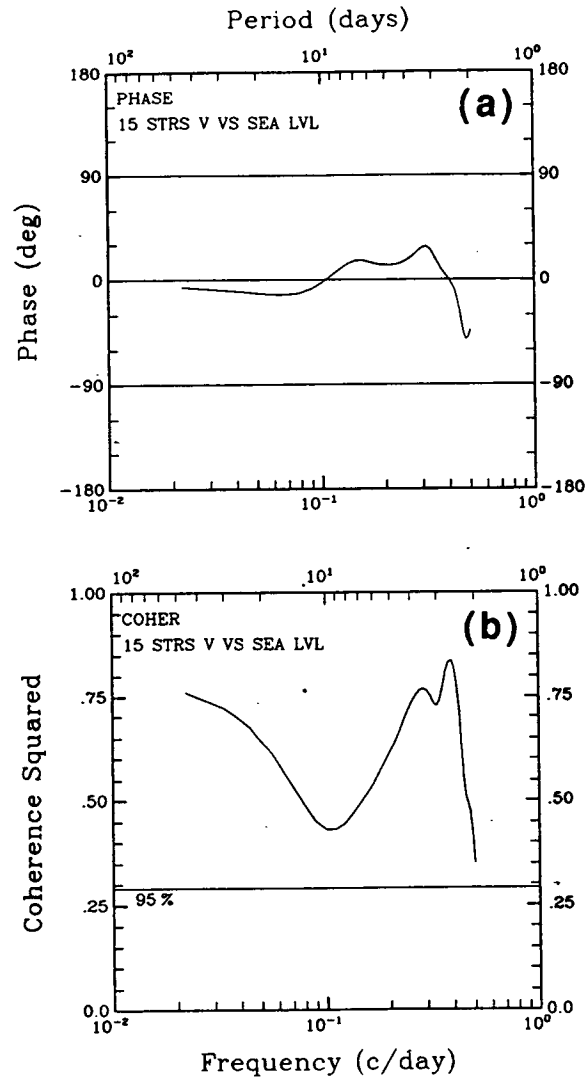 Period (days)
10² 10¹ 10⁰
180 180
PHASE (a)
15 STRS V VS SEA LVL
90 90
Phase (deg)
0 0
-90 -90
-180 -180
10⁻² 10⁻¹ 10⁰
10² 10¹ 10⁰
1.00 1.00
COHER (b)
15 STRS V VS SEA LVL
.75 .75
Coherence Squared
.50 .50
95 %
.25 .25
0.0 0.0
10⁻² 10⁻¹ 10⁰
Frequency (c/day)